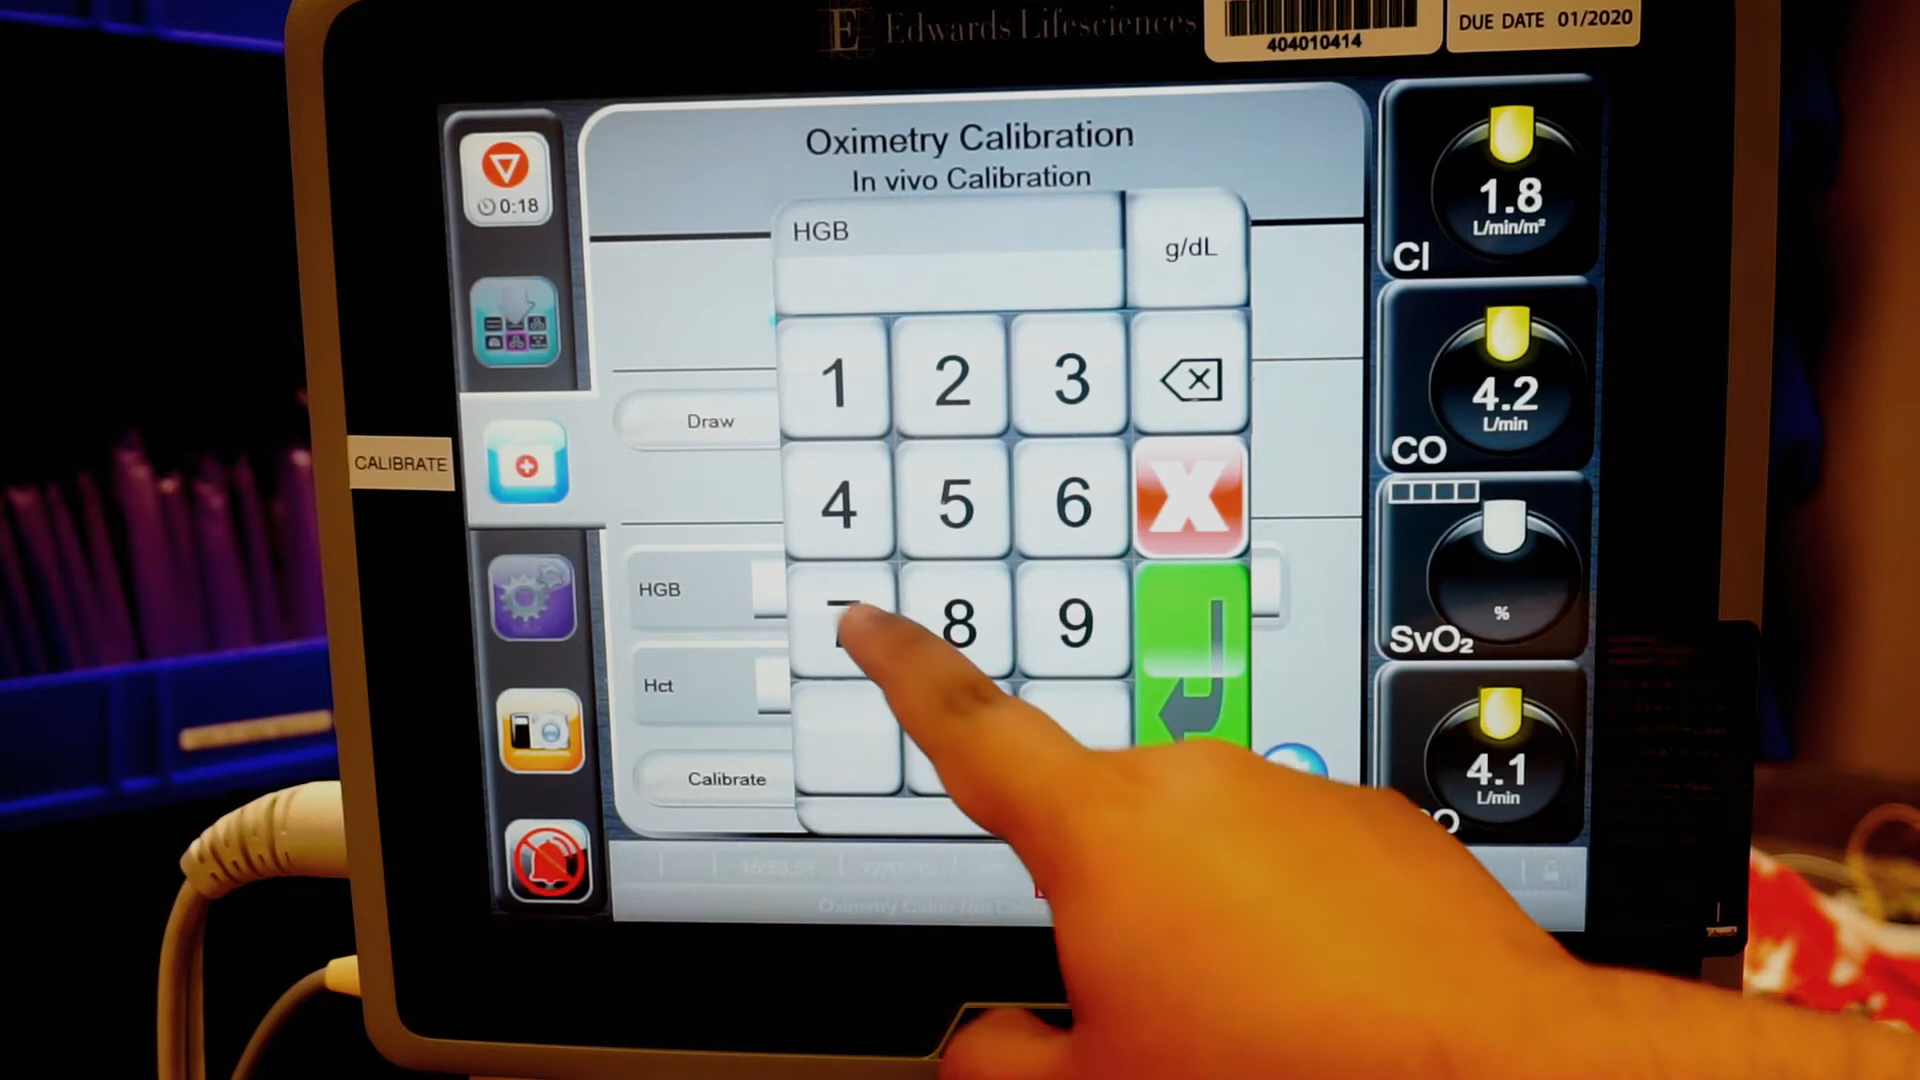 E Edwards Lifesciences
404010414
DUE DATE 01/2020
Oximetry Calibration
In vivo Calibration
0:18
HGB
g/dL
1 2 3
4 5 6
7 8 9
Draw
CALIBRATE
HGB
Hct
Calibrate
1.8
L/min/m²
CI
4.2
L/min
CO
%
SvO₂
4.1
L/min